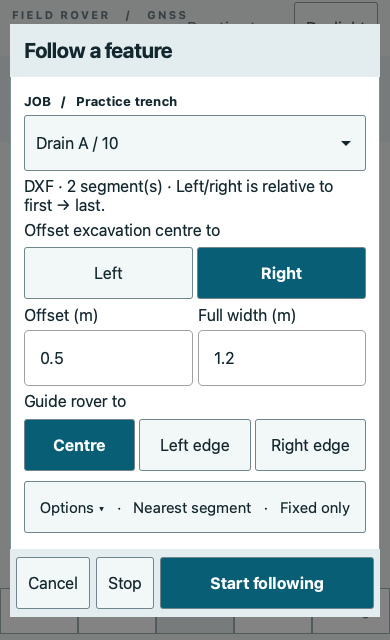 FIELD ROVER / GNSS
Follow a feature
JOB / Practice trench
Drain A / 10
DXF · 2 segment(s) · Left/right is relative to
first → last.
Offset excavation centre to
Left Right
Offset (m) Full width (m)
0.5 1.2
Guide rover to
Centre Left edge Right edge
Options ▾ · Nearest segment · Fixed only
Cancel Stop Start following